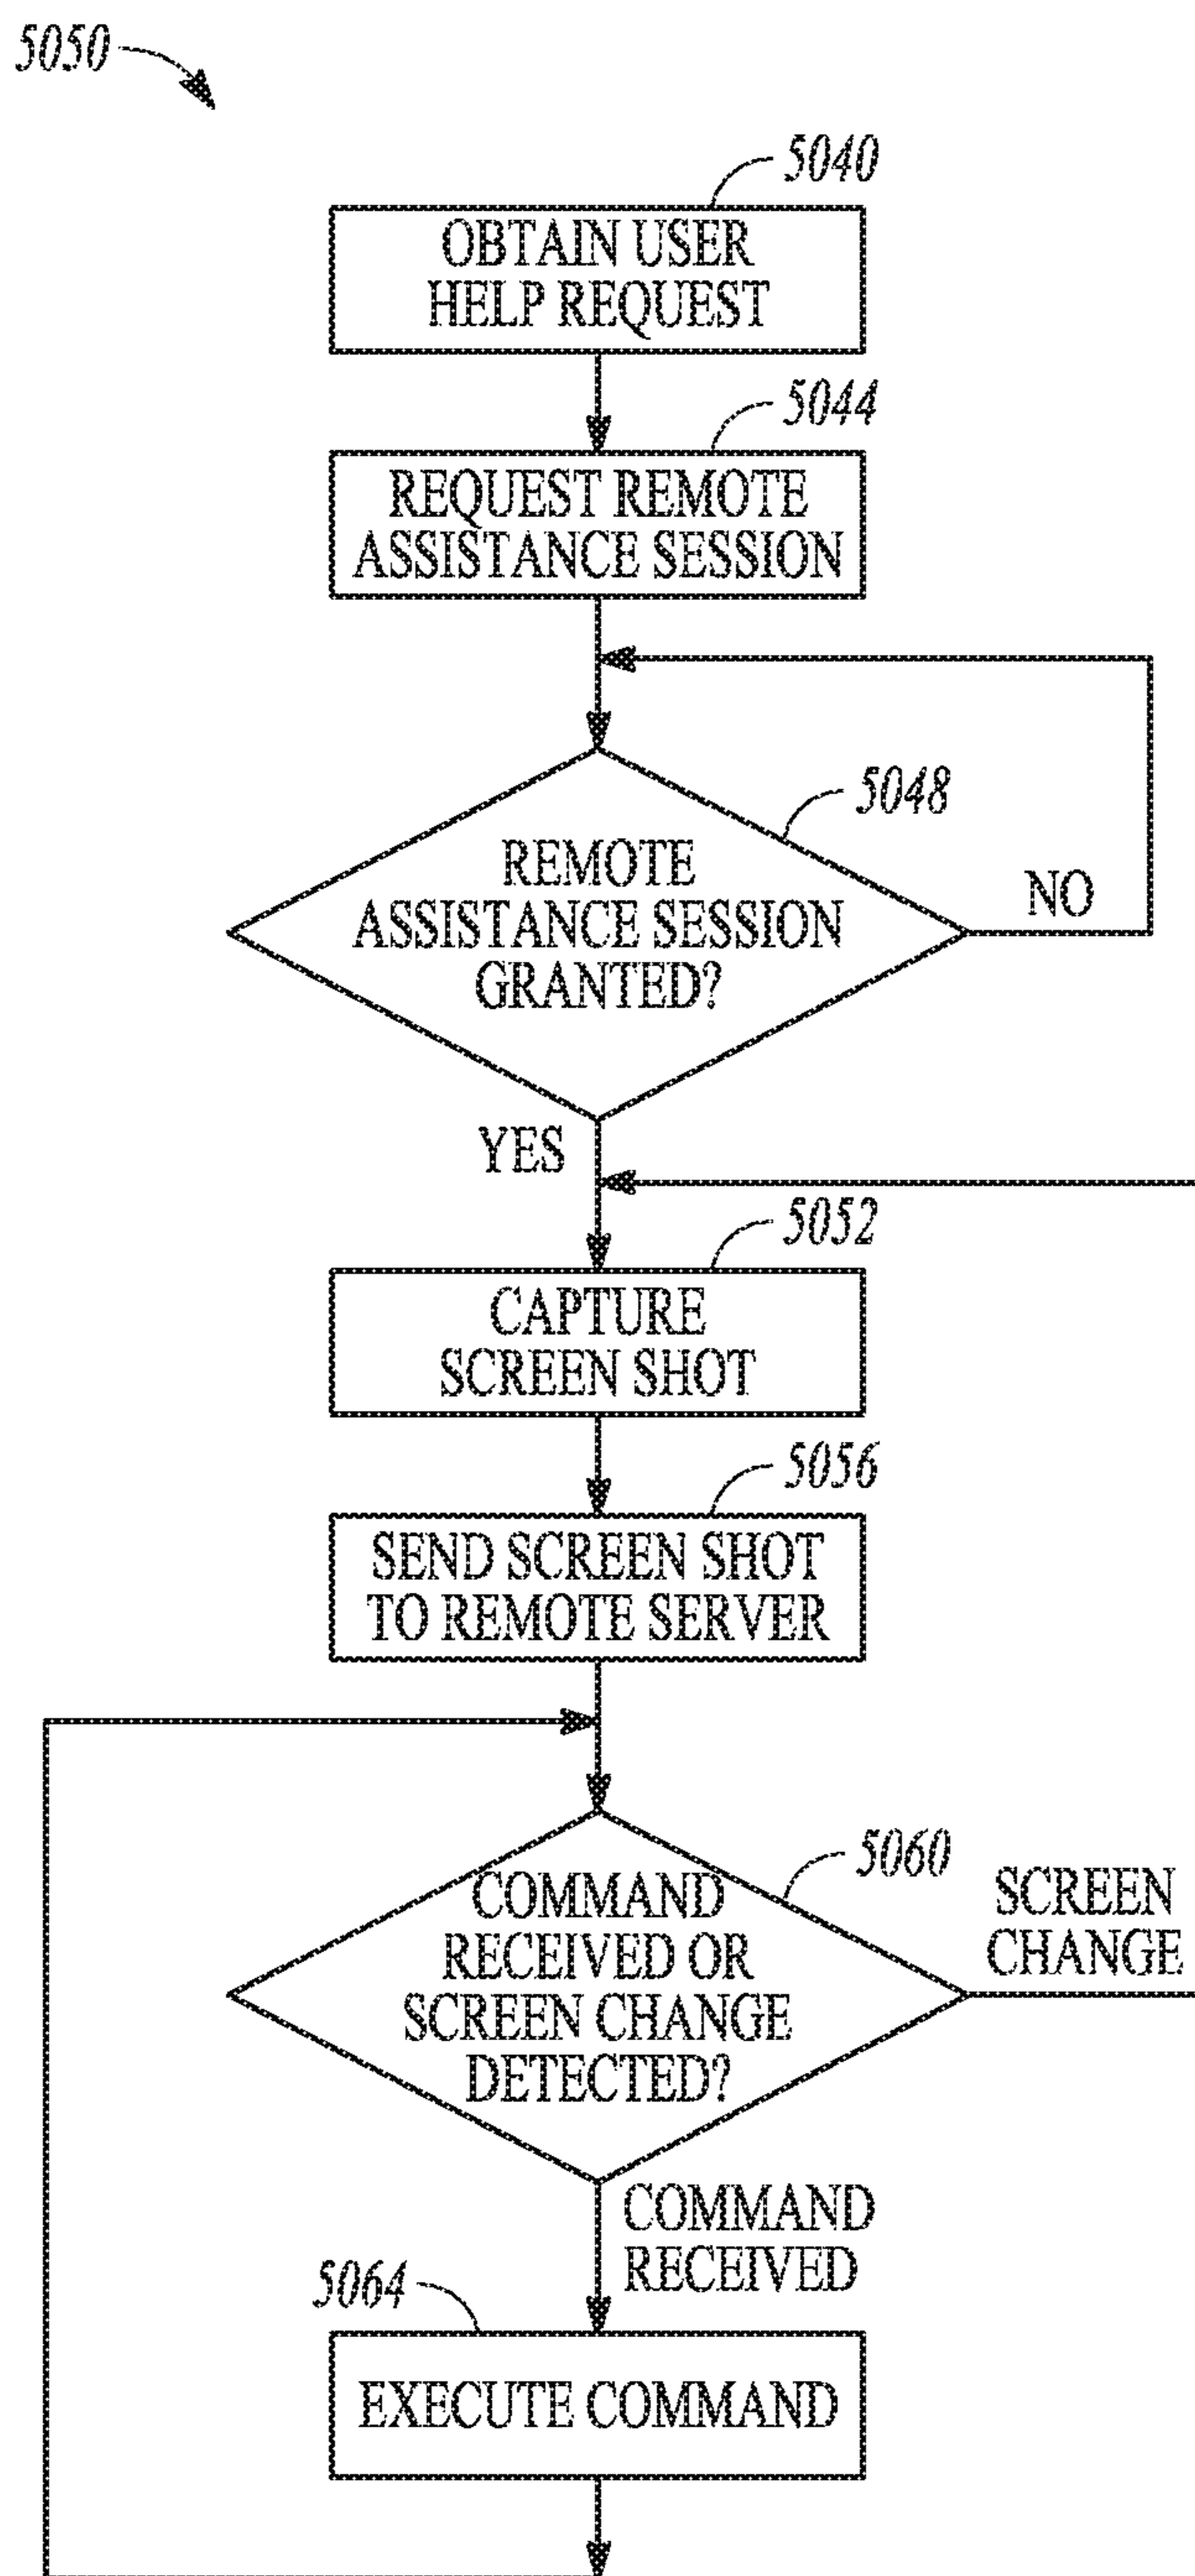 5050
5040
OBTAIN USER
HELP REQUEST
5044
REQUEST REMOTE
ASSISTANCE SESSION
5048
REMOTE
ASSISTANCE SESSION
GRANTED?
NO
YES
5052
CAPTURE
SCREEN SHOT
5056
SEND SCREEN SHOT
TO REMOTE SERVER
5060
COMMAND
RECEIVED OR
SCREEN CHANGE
DETECTED?
SCREEN
CHANGE
COMMAND
RECEIVED
5064
EXECUTE COMMAND